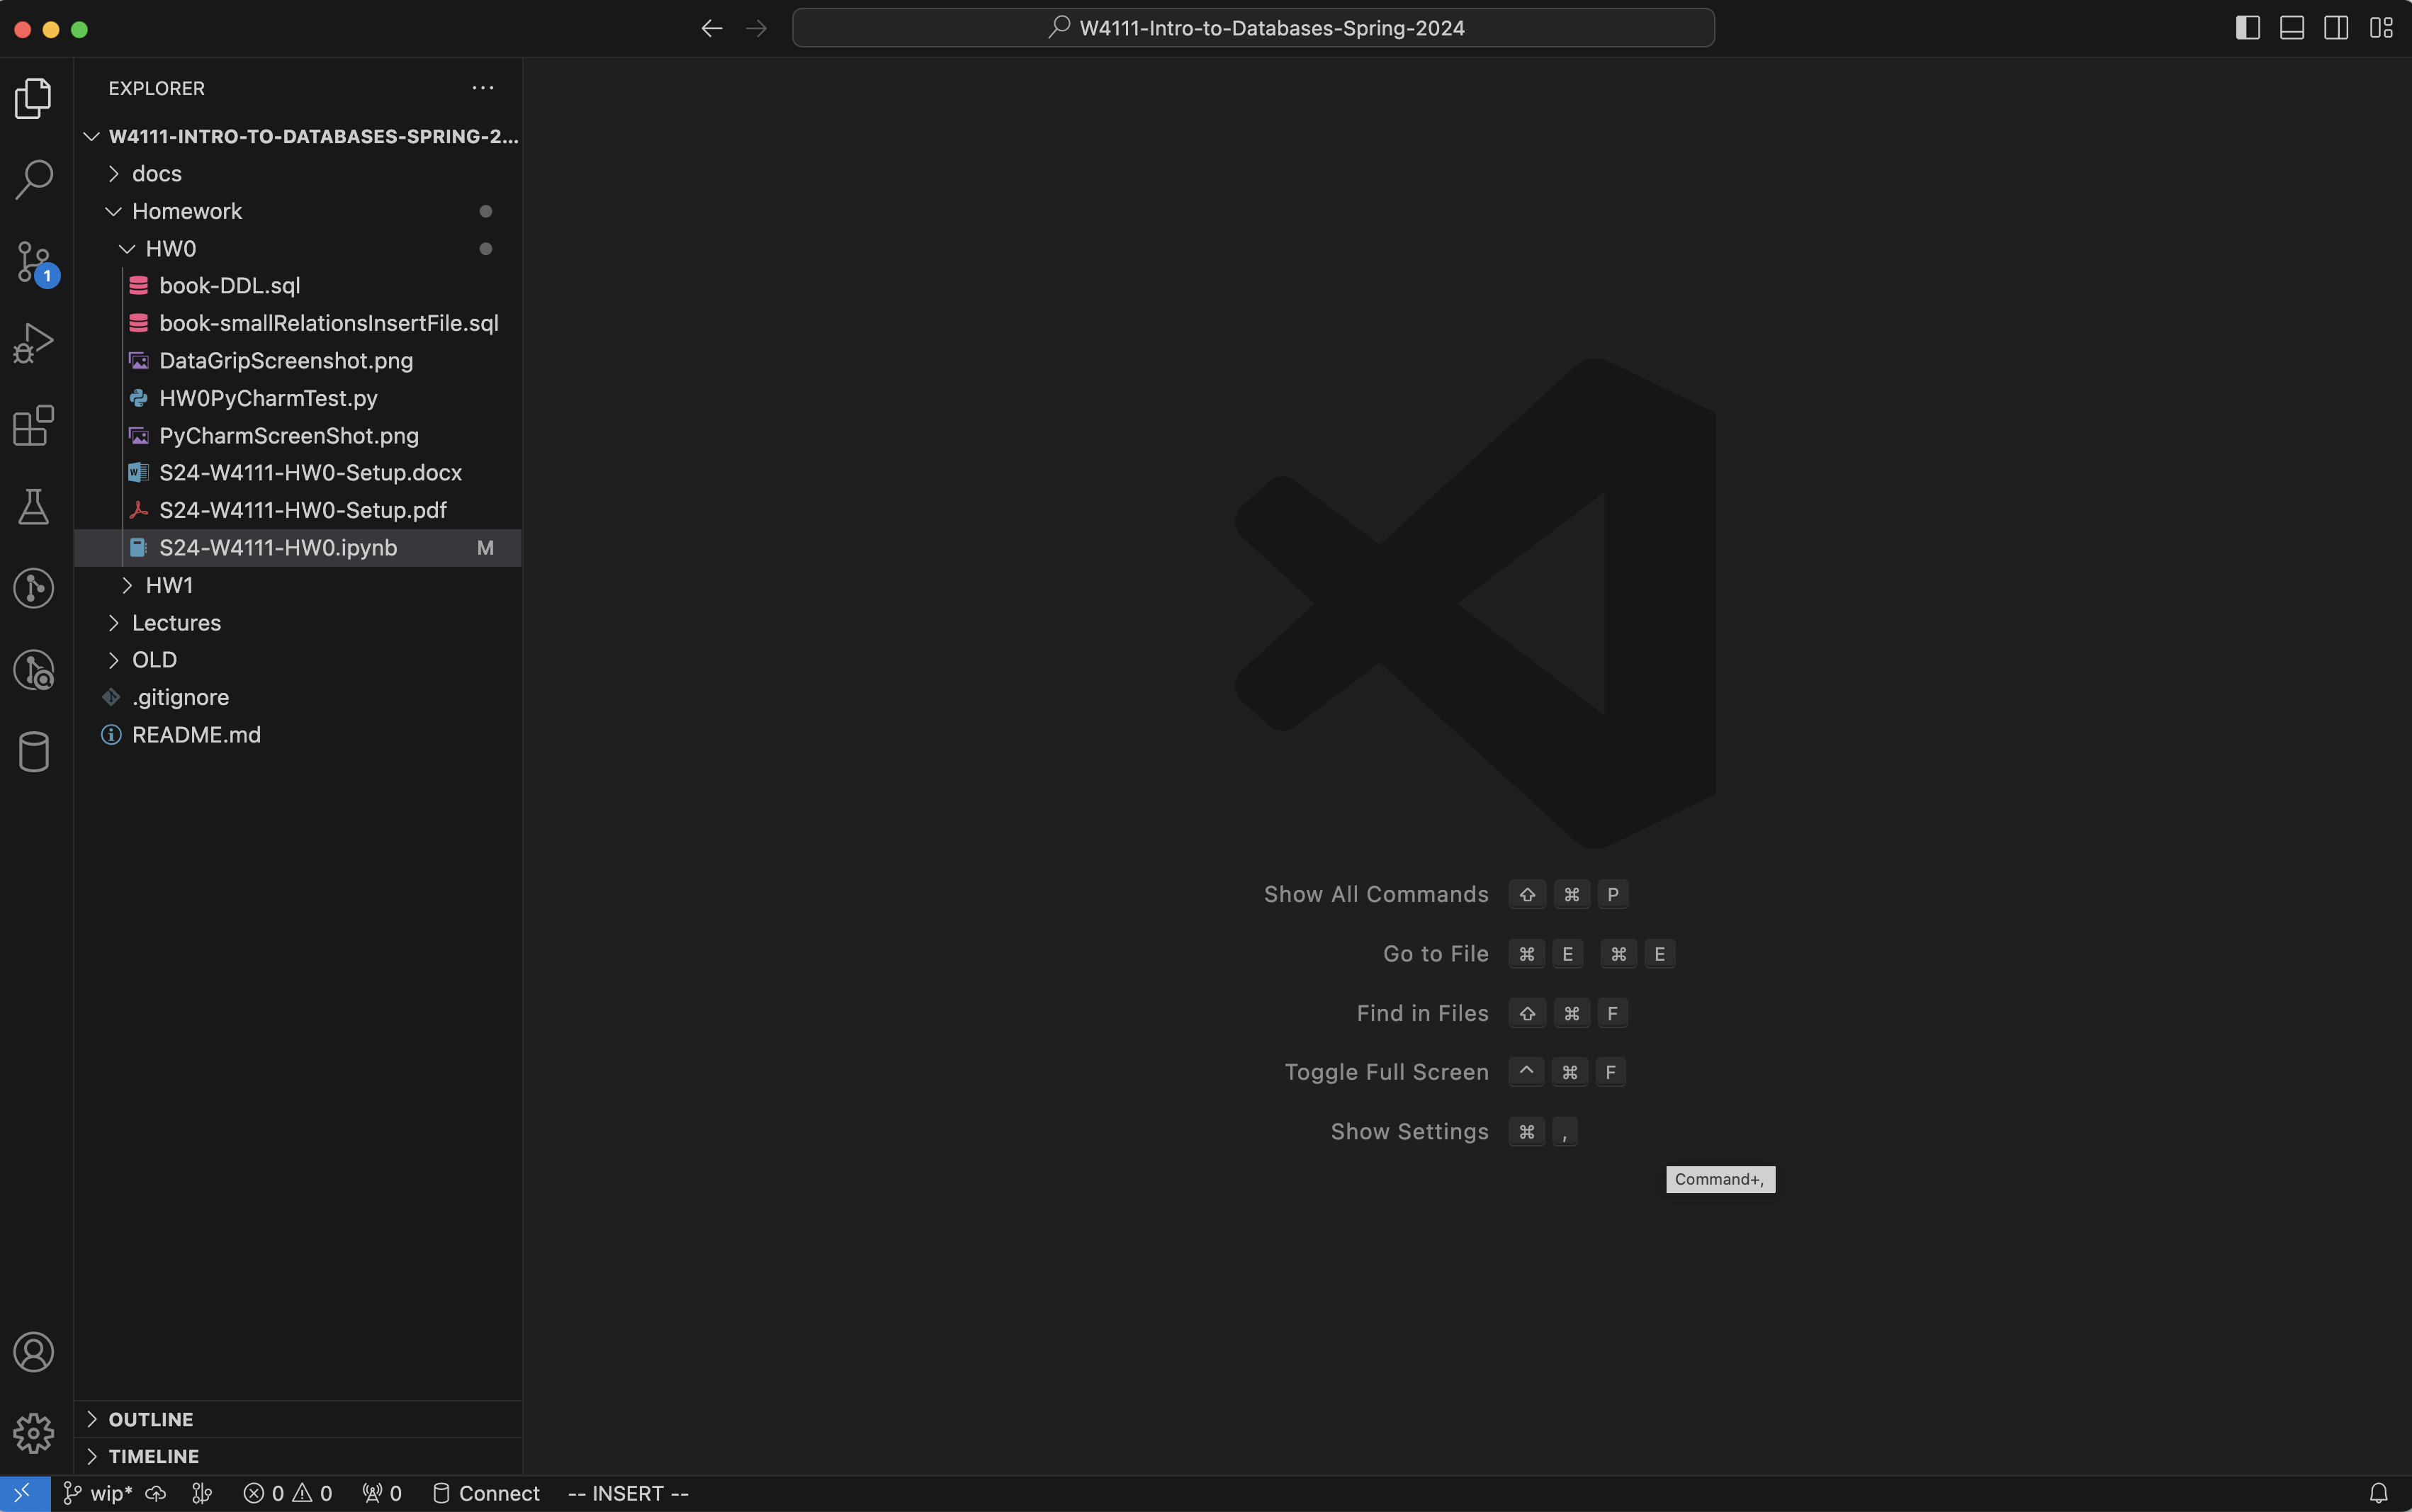 W4111-Intro-to-Databases-Spring-2024
EXPLORER
W4111-INTRO-TO-DATABASES-SPRING-2...
docs
Homework
HW0
book-DDL.sql
book-smallRelationsInsertFile.sql
DataGripScreenshot.png
HW0PyCharmTest.py
PyCharmScreenShot.png
S24-W4111-HW0-Setup.docx
S24-W4111-HW0-Setup.pdf
S24-W4111-HW0.ipynb M
HW1
Lectures
OLD
.gitignore
README.md
1
Show All Commands ⇧ ⌘ P
Go to File ⌘ E ⌘ E
Find in Files ⇧ ⌘ F
Toggle Full Screen ^ ⌘ F
Show Settings ⌘ ,
Command+,
OUTLINE
TIMELINE
wip* 0 0 0 Connect -- INSERT --